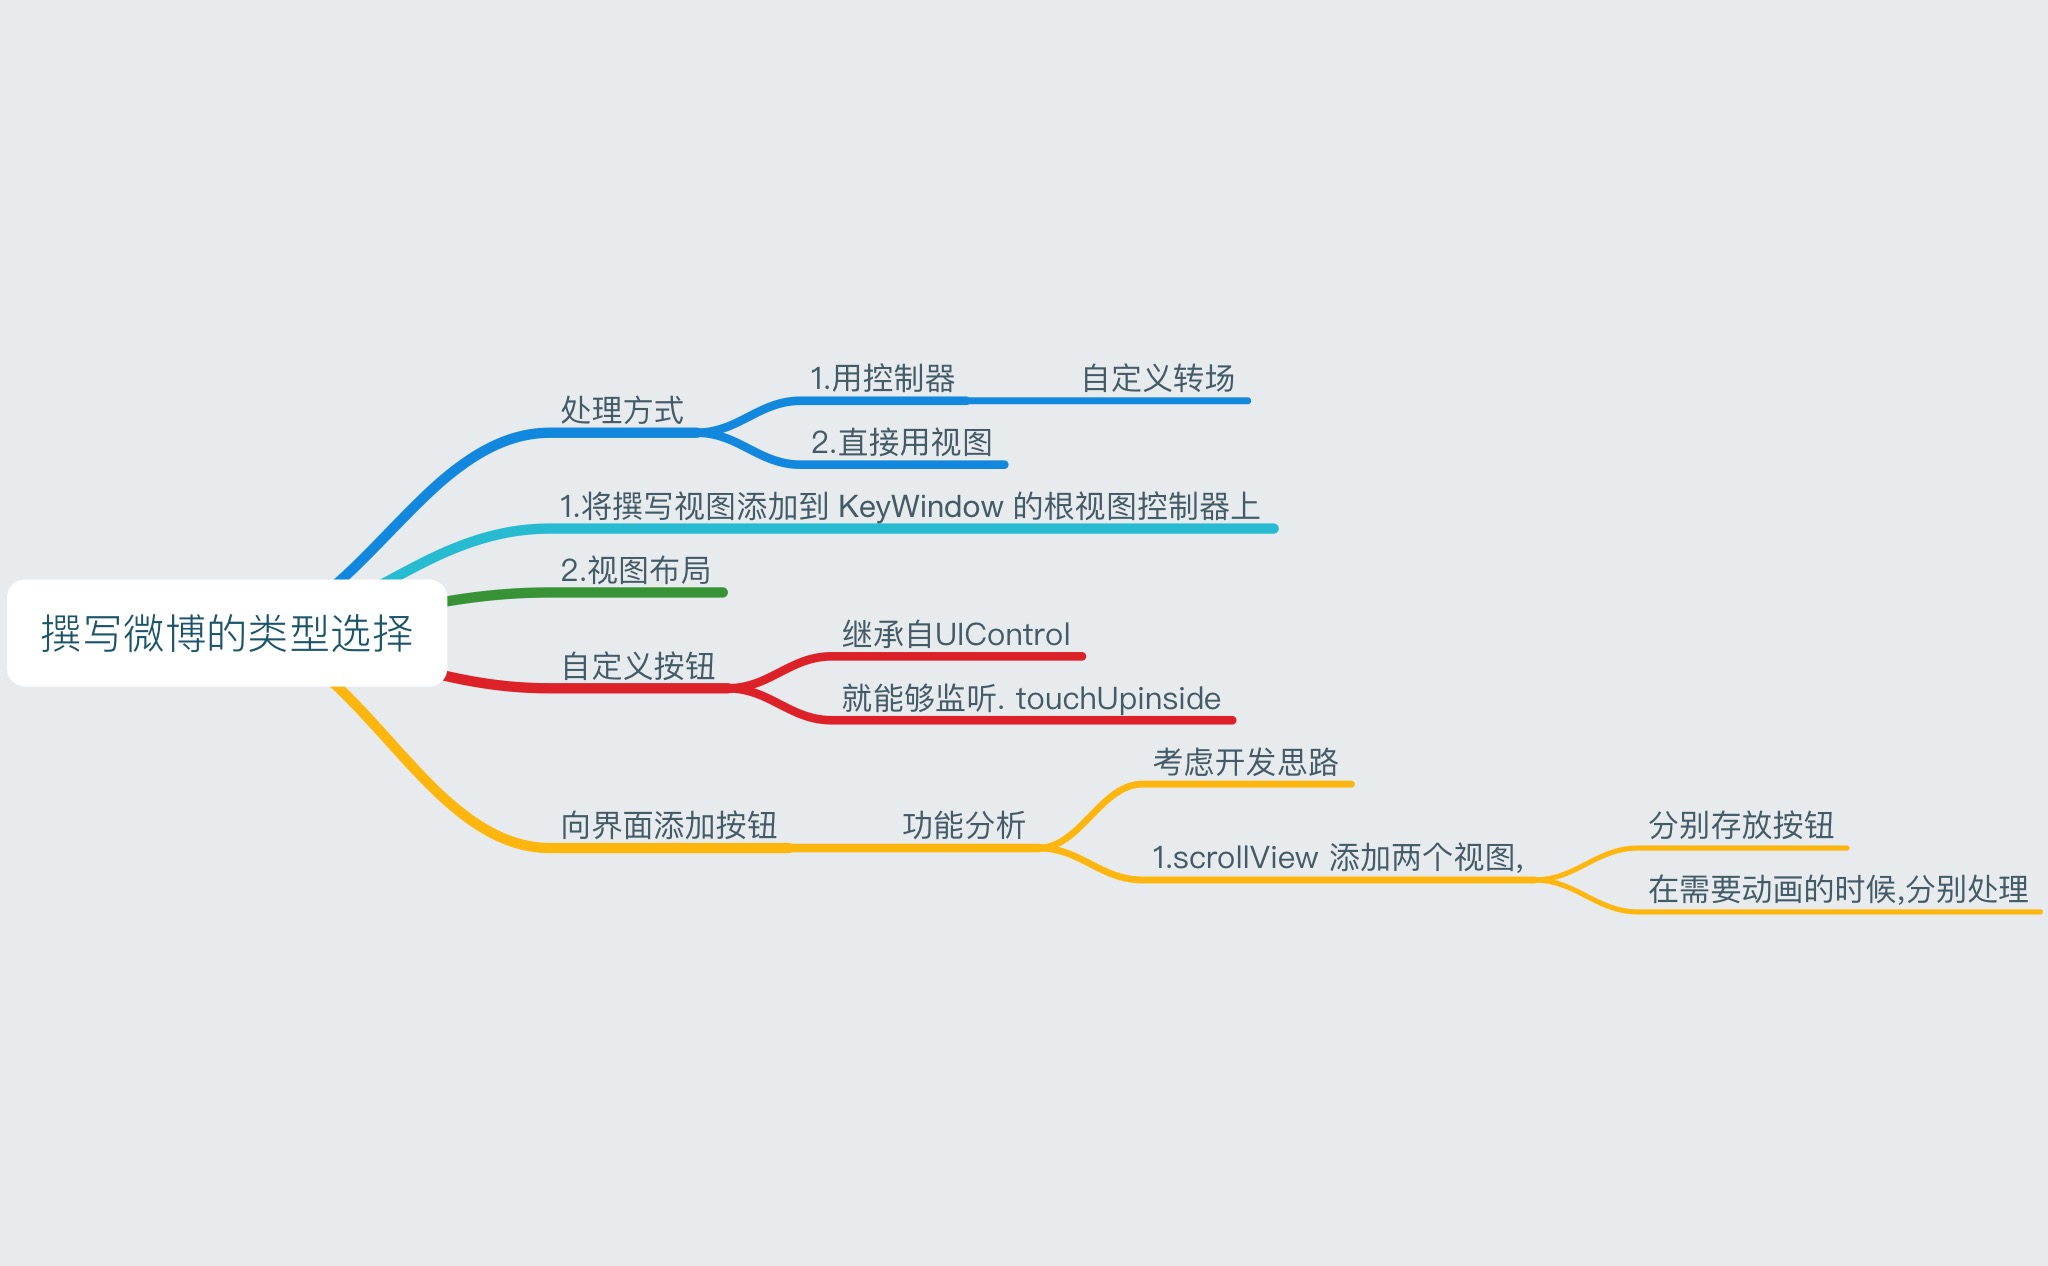 撰写微博的类型选择
处理方式
1.用控制器
自定义转场
2.直接用视图
1.将撰写视图添加到 KeyWindow 的根视图控制器上
2.视图布局
自定义按钮
继承自UIControl
就能够监听. touchUpinside
向界面添加按钮
功能分析
考虑开发思路
1.scrollView 添加两个视图,
分别存放按钮
在需要动画的时候,分别处理